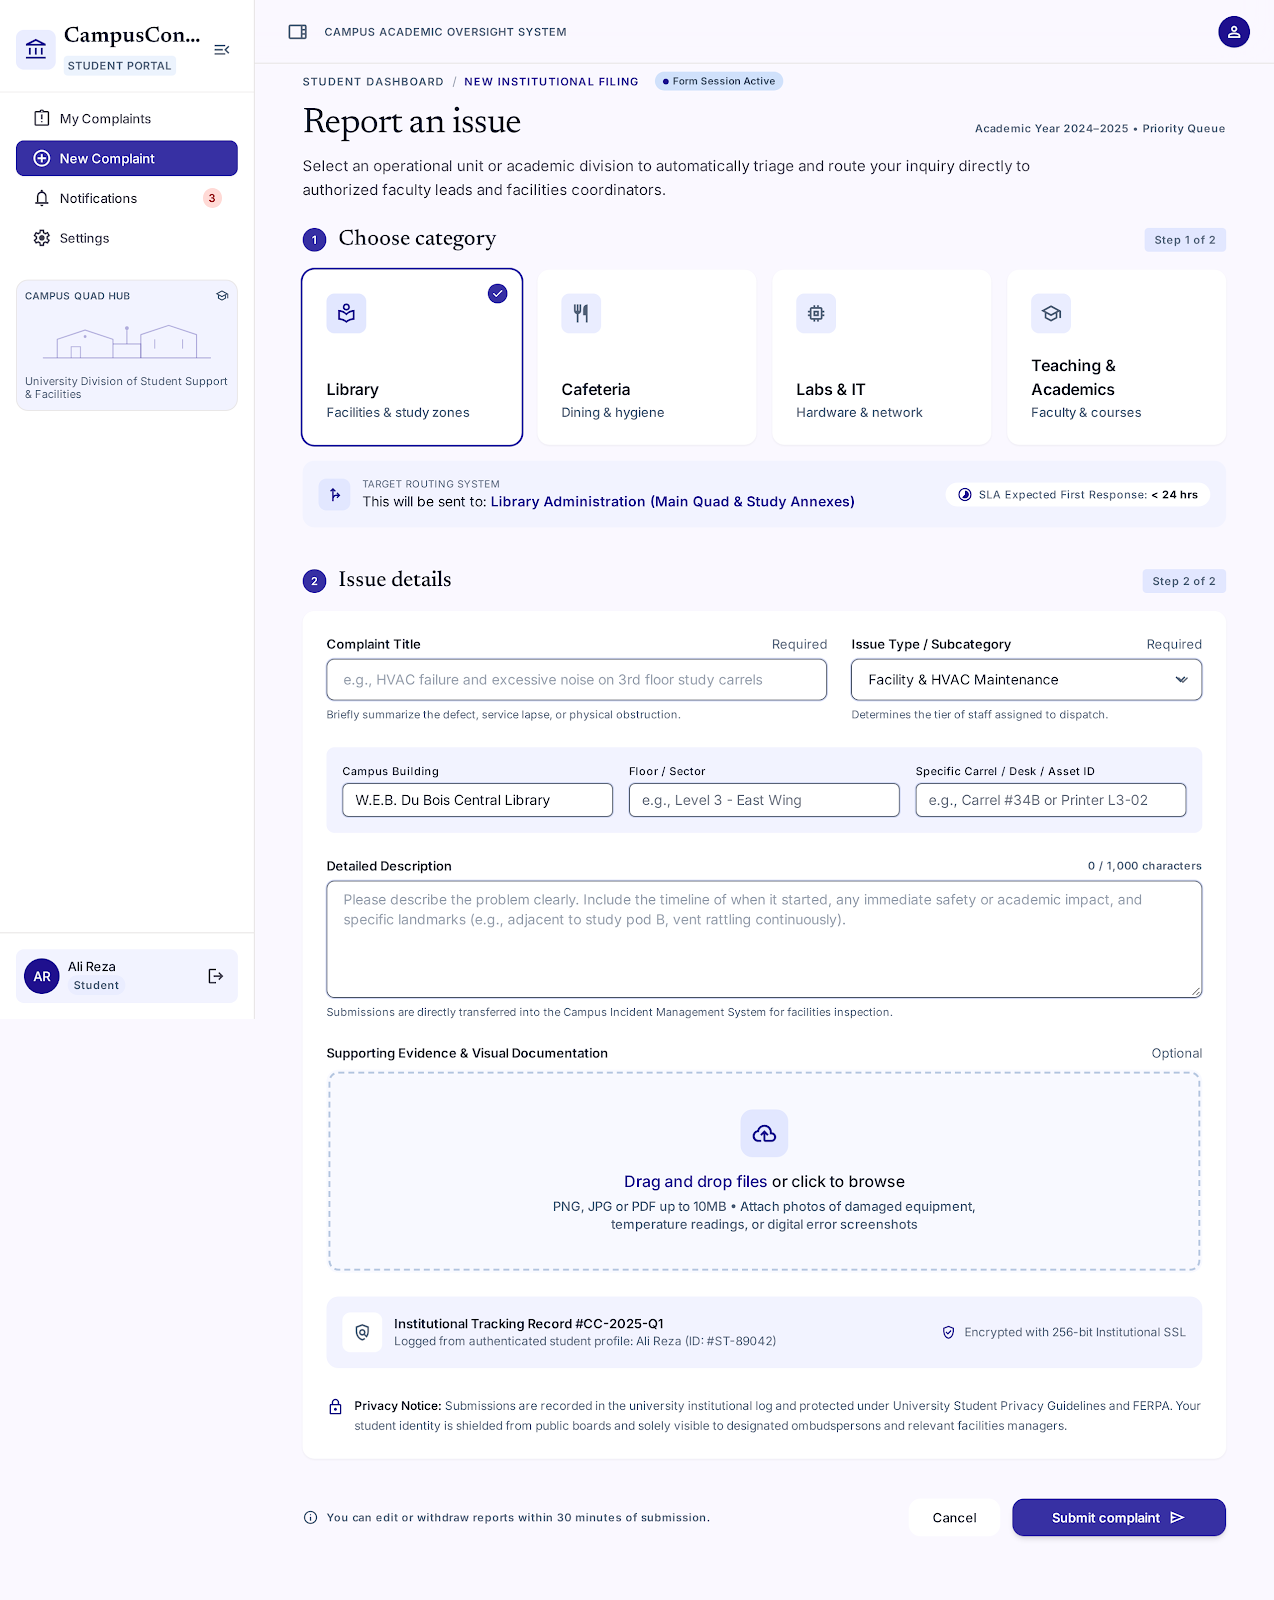 CampusCon...
STUDENT PORTAL
My Complaints
New Complaint
Notifications
3
Settings
CAMPUS QUAD HUB
University Division of Student Support
& Facilities
AR
Ali Reza
Student
CAMPUS ACADEMIC OVERSIGHT SYSTEM
STUDENT DASHBOARD / NEW INSTITUTIONAL FILING
Form Session Active
Report an issue
Academic Year 2024–2025 • Priority Queue
Select an operational unit or academic division to automatically triage and route your inquiry directly to
authorized faculty leads and facilities coordinators.
1
Choose category
Step 1 of 2
Library
Facilities & study zones
Cafeteria
Dining & hygiene
Labs & IT
Hardware & network
Teaching &
Academics
Faculty & courses
TARGET ROUTING SYSTEM
This will be sent to: Library Administration (Main Quad & Study Annexes)
SLA Expected First Response: < 24 hrs
2
Issue details
Step 2 of 2
Complaint Title
Required
e.g., HVAC failure and excessive noise on 3rd floor study carrels
Briefly summarize the defect, service lapse, or physical obstruction.
Issue Type / Subcategory
Required
Facility & HVAC Maintenance
Determines the tier of staff assigned to dispatch.
Campus Building
W.E.B. Du Bois Central Library
Floor / Sector
e.g., Level 3 - East Wing
Specific Carrel / Desk / Asset ID
e.g., Carrel #34B or Printer L3-02
Detailed Description
0 / 1,000 characters
Please describe the problem clearly. Include the timeline of when it started, any immediate safety or academic impact, and
specific landmarks (e.g., adjacent to study pod B, vent rattling continuously).
Submissions are directly transferred into the Campus Incident Management System for facilities inspection.
Supporting Evidence & Visual Documentation
Optional
Drag and drop files or click to browse
PNG, JPG or PDF up to 10MB • Attach photos of damaged equipment,
temperature readings, or digital error screenshots
Institutional Tracking Record #CC-2025-Q1
Logged from authenticated student profile: Ali Reza (ID: #ST-89042)
Encrypted with 256-bit Institutional SSL
Privacy Notice: Submissions are recorded in the university institutional log and protected under University Student Privacy Guidelines and FERPA. Your
student identity is shielded from public boards and solely visible to designated ombudspersons and relevant facilities managers.
You can edit or withdraw reports within 30 minutes of submission.
Cancel
Submit complaint